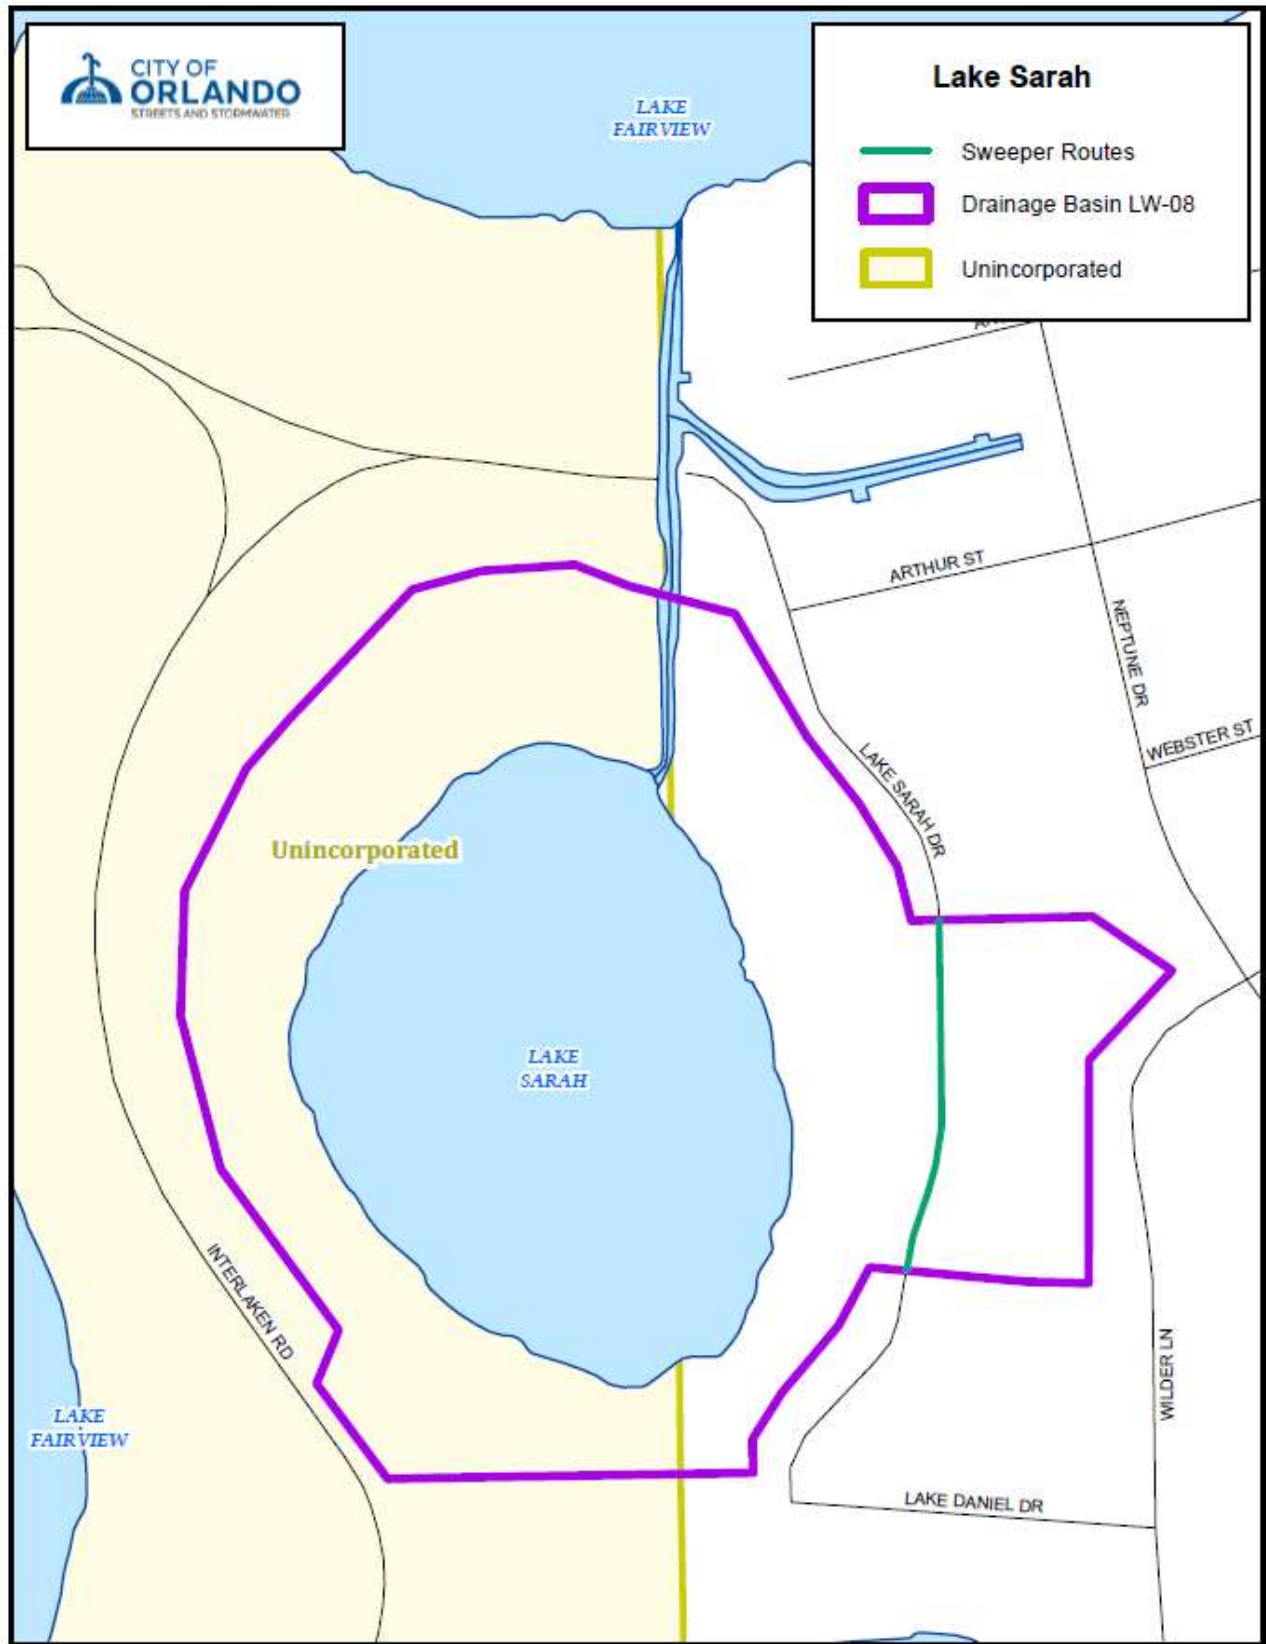 CITY OF
ORLANDO
STREETS AND STORMWATER
LAKE
FAIRVIEW
Lake Sarah
Sweeper Routes
Drainage Basin LW-08
Unincorporated
ARTHUR ST
NEPTUNE DR
WEBSTER ST
LAKE SARAH DR
Unincorporated
LAKE
SARAH
INTERLAKEN RD
WILDER LN
LAKE
FAIRVIEW
LAKE DANIEL DR